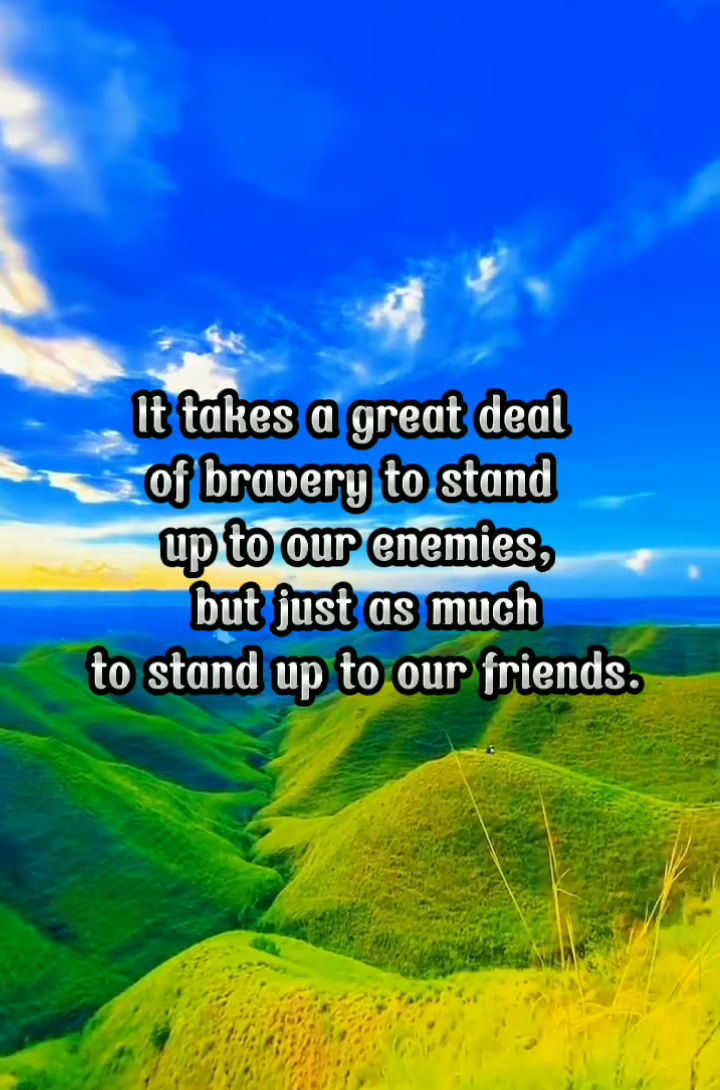 It takes a great deal
of bravery to stand
up to our enemies,
but just as much
to stand up to our friends.